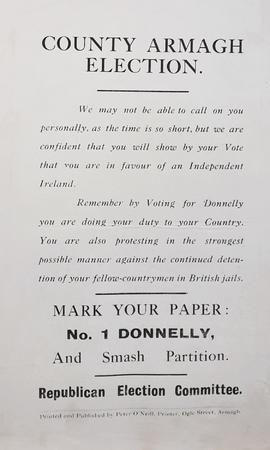 COUNTY ARMAGH
ELECTION.
We may not be able to call on you
personally, as the time is so short, but we are
confident that you will show by your Vote
that you are in favour of an Independent
Ireland.
Remember by Voting for Donnelly
you are doing your duty to your Country.
You are also protesting in the strongest
possible manner against the continued deten-
tion of your fellow-countrymen in British jails.
MARK YOUR PAPER:
No. 1 DONNELLY,
And Smash Partition.
Republican Election Committee.
Printed and Published by Peter O'Neill, Printer, Ogle Street, Armagh.